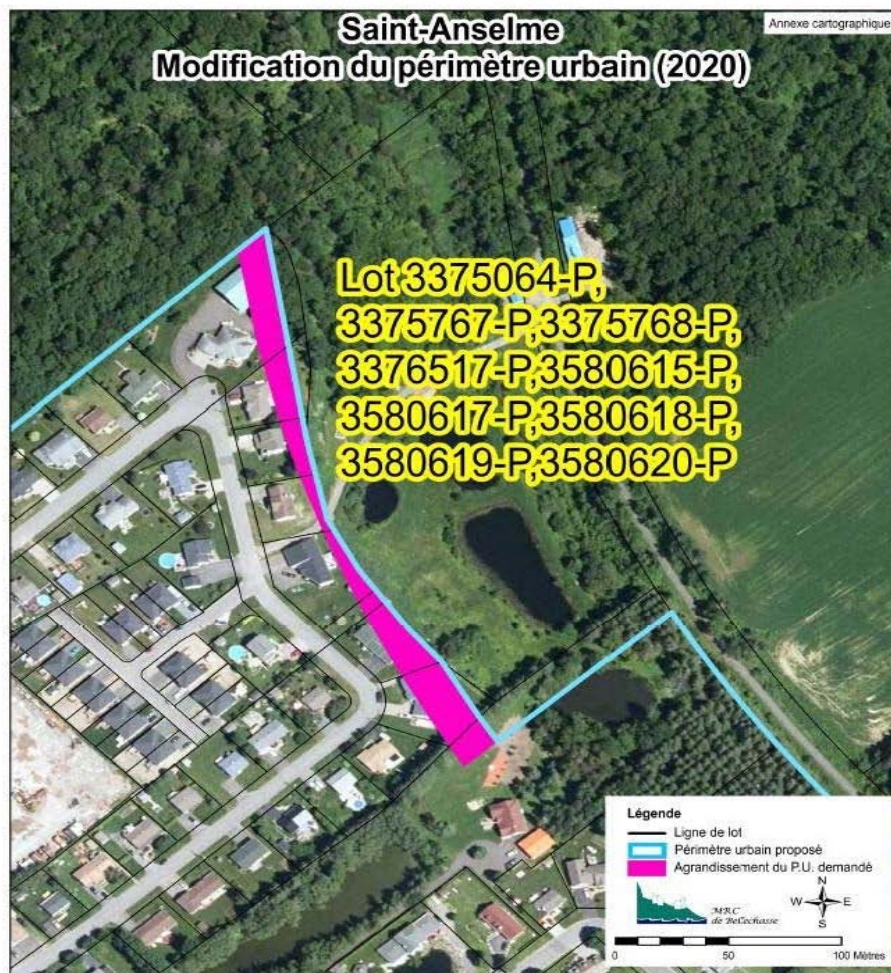 Annexe cartographique
Saint-Anselme
Modification du périmètre urbain (2020)
Lot 3375064-P,
3375767-P,3375768-P,
3376517-P,3580615-P,
3580617-P,3580618-P,
3580619-P,3580620-P
Légende
Ligne de lot
Périmètre urbain proposé
Agrandissement du P.U. demandé
MRC
de Bellechasse
N
W E
S
0 50 100 Mètres